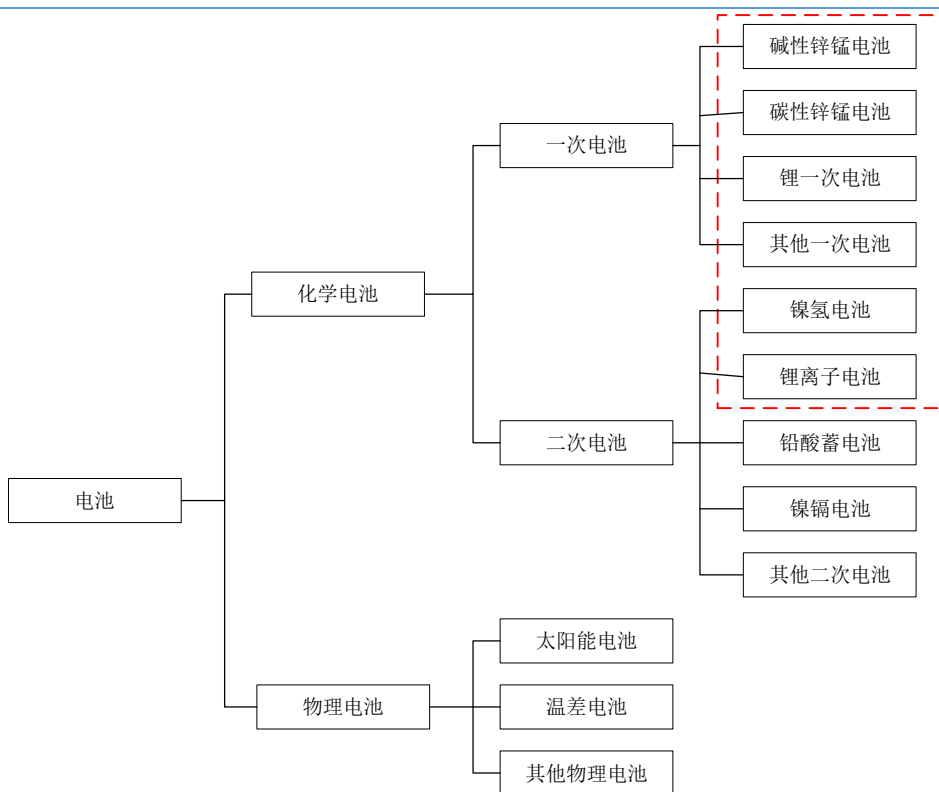 碱性锌锰电池
碳性锌锰电池
一次电池
锂一次电池
其他一次电池
化学电池
镍氢电池
锂离子电池
二次电池
铅酸蓄电池
电池
镍镉电池
其他二次电池
太阳能电池
物理电池
温差电池
其他物理电池